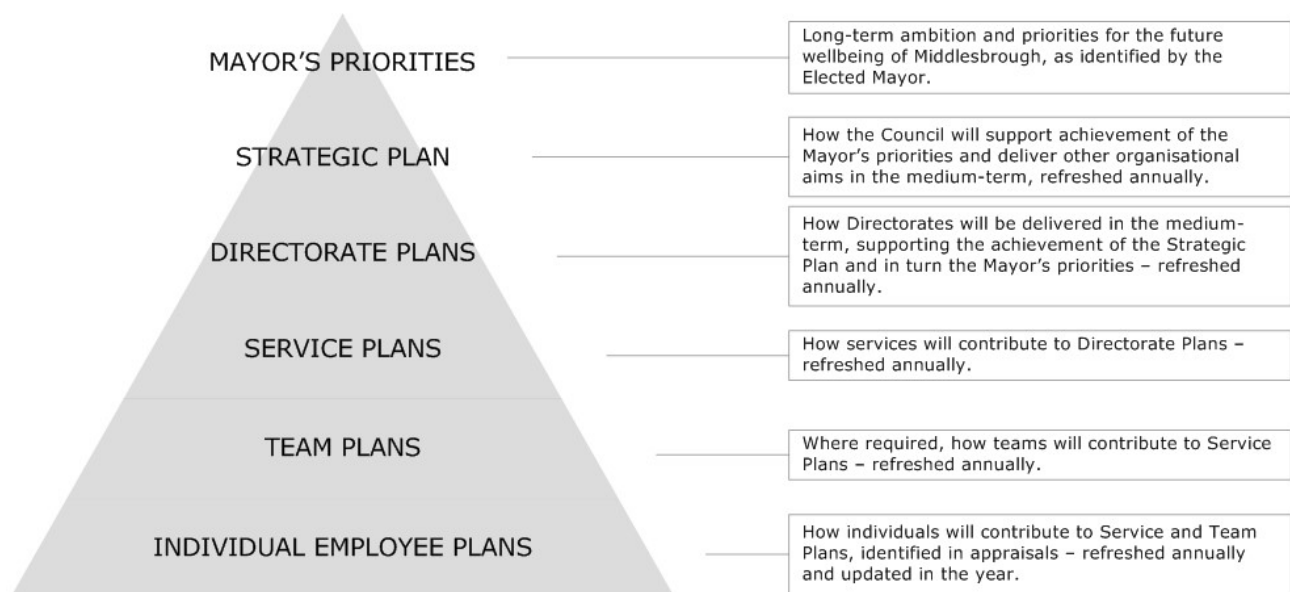 MAYOR'S PRIORITIES
Long-term ambition and priorities for the future
wellbeing of Middlesbrough, as identified by the
Elected Mayor.
STRATEGIC PLAN
How the Council will support achievement of the
Mayor's priorities and deliver other organisational
aims in the medium-term, refreshed annually.
DIRECTORATE PLANS
How Directorates will be delivered in the medium-
term, supporting the achievement of the Strategic
Plan and in turn the Mayor's priorities – refreshed
annually.
SERVICE PLANS
How services will contribute to Directorate Plans –
refreshed annually.
TEAM PLANS
Where required, how teams will contribute to Service
Plans – refreshed annually.
INDIVIDUAL EMPLOYEE PLANS
How individuals will contribute to Service and Team
Plans, identified in appraisals – refreshed annually
and updated in the year.